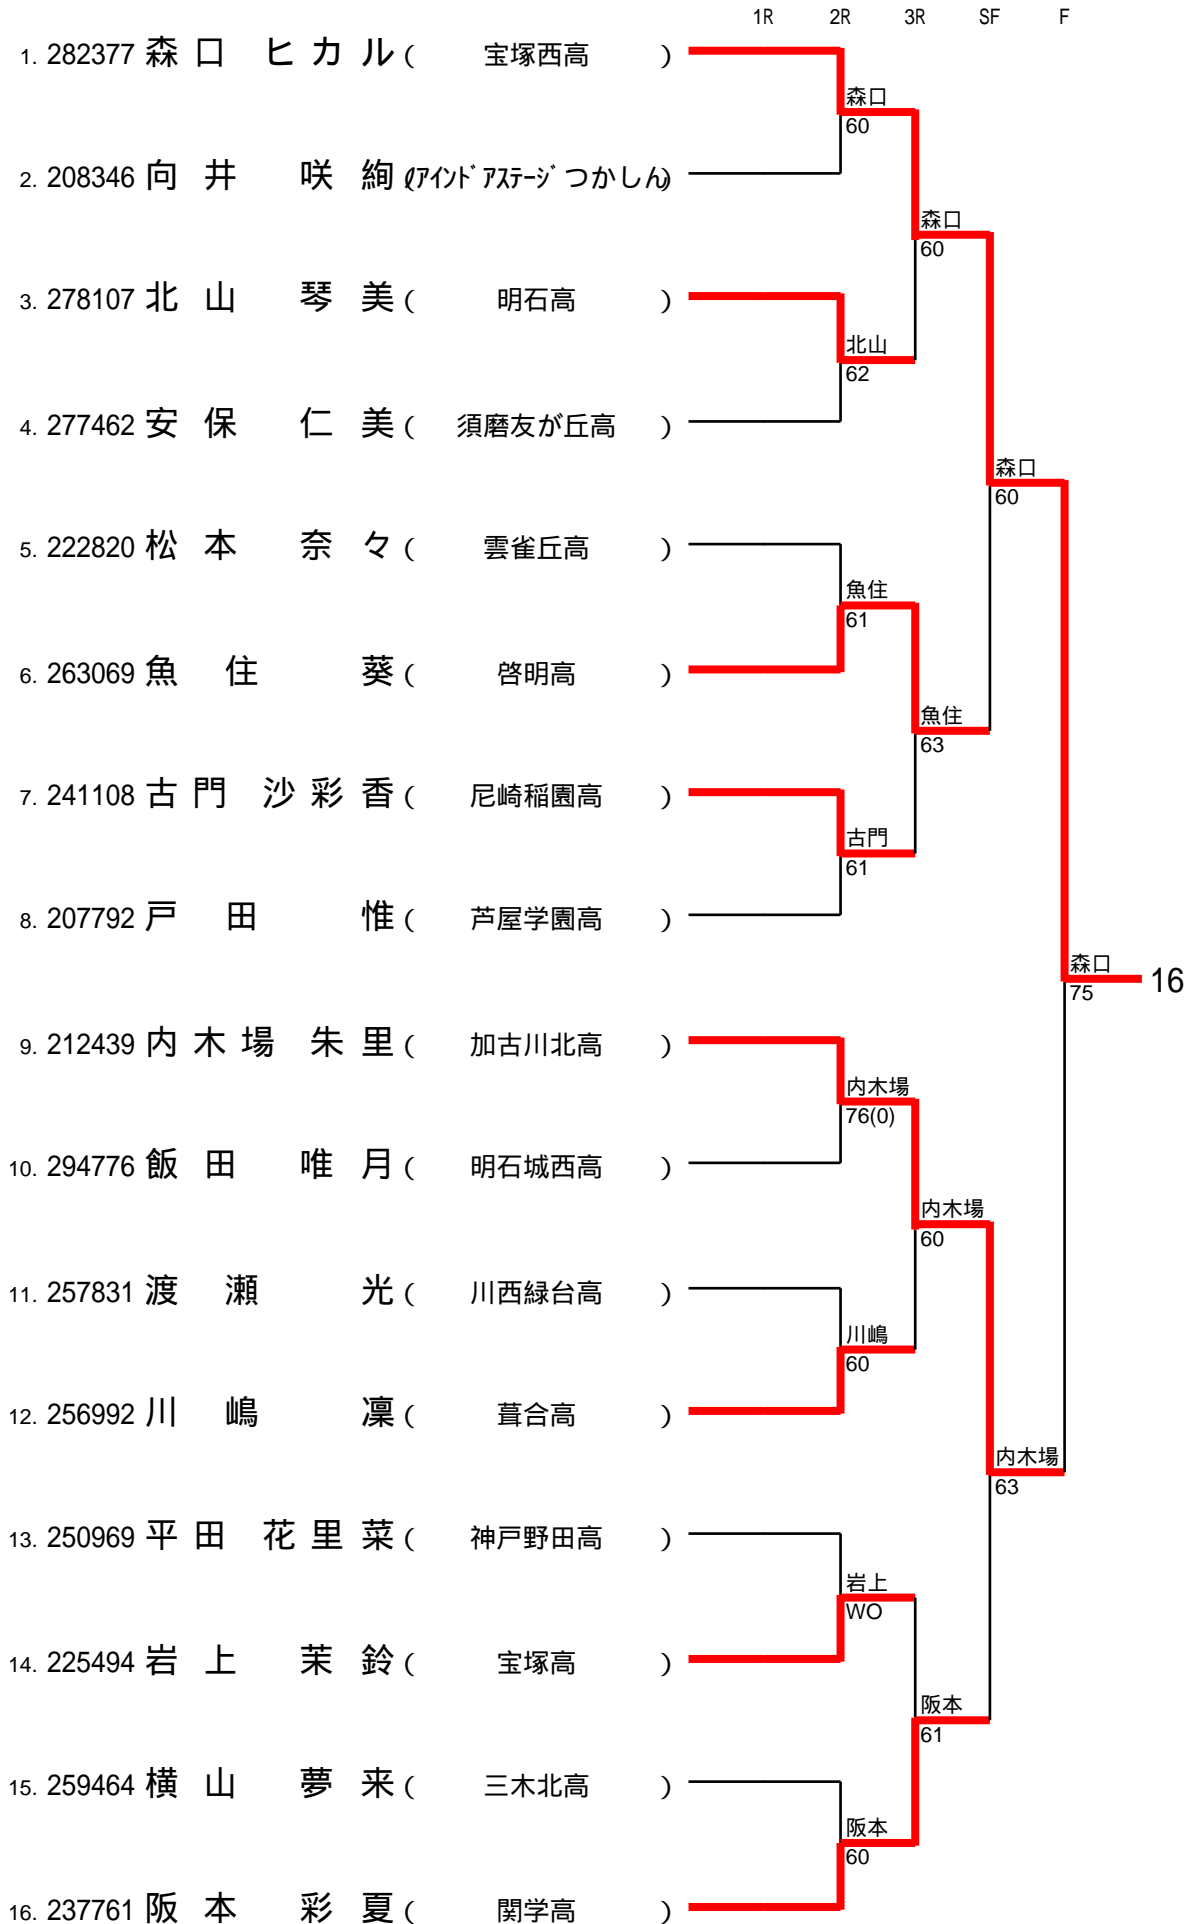 1R 2R 3R SF F
1. 282377 森口 ヒカル ( 宝塚西高 )
森口
60
2. 208346 向井 咲絢 (ﾉｱｲﾝﾄﾞｱｽﾃｰｼﾞつかしん)
森口
60
3. 278107 北山 琴美 ( 明石高 )
北山
62
4. 277462 安保 仁美 ( 須磨友が丘高 )
森口
60
5. 222820 松本 奈々 ( 雲雀丘高 )
魚住
61
6. 263069 魚住 葵 ( 啓明高 )
魚住
63
7. 241108 古門 沙彩香 ( 尼崎稲園高 )
古門
61
8. 207792 戸田 惟 ( 芦屋学園高 )
森口
75
16
9. 212439 内木場 朱里 ( 加古川北高 )
内木場
76(0)
10. 294776 飯田 唯月 ( 明石城西高 )
内木場
60
11. 257831 渡瀬 光 ( 川西緑台高 )
川嶋
60
12. 256992 川嶋 凜 ( 葺合高 )
内木場
63
13. 250969 平田 花里菜 ( 神戸野田高 )
岩上
WO
14. 225494 岩上 茉鈴 ( 宝塚高 )
阪本
61
15. 259464 横山 夢来 ( 三木北高 )
阪本
60
16. 237761 阪本 彩夏 ( 関学高 )